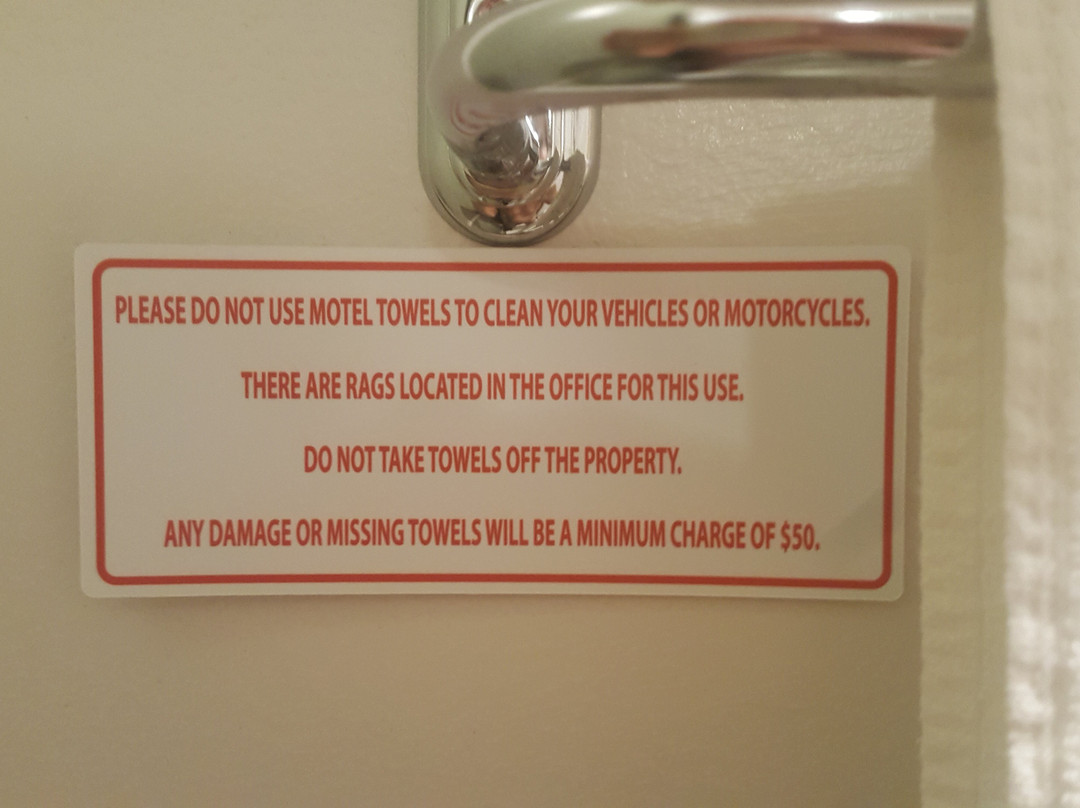 PLEASE DO NOT USE MOTEL TOWELS TO CLEAN YOUR VEHICLES OR MOTORCYCLES.
THERE ARE RAGS LOCATED IN THE OFFICE FOR THIS USE.
DO NOT TAKE TOWELS OFF THE PROPERTY.
ANY DAMAGE OR MISSING TOWELS WILL BE A MINIMUM CHARGE OF $50.